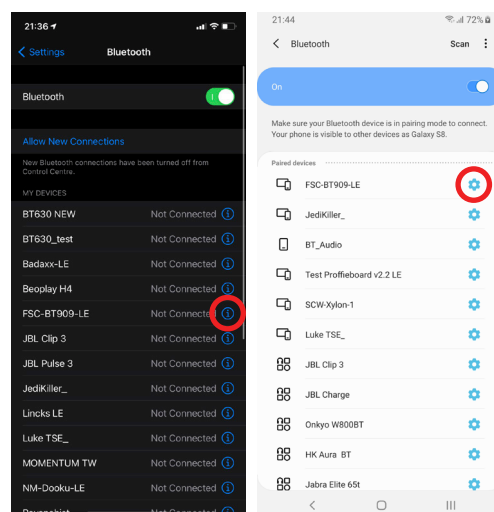 21:36
Settings
Bluetooth
Bluetooth
Allow New Connections
New Bluetooth connections have been turned off from
Control Centre.
MY DEVICES
BT630 NEW Not Connected
BT630_test Not Connected
Badaxx-LE Not Connected
Beoplay H4 Not Connected
FSC-BT909-LE Not Connected
JBL Clip 3 Not Connected
JBL Pulse 3 Not Connected
JediKiller_ Not Connected
Lincks LE Not Connected
Luke TSE_ Not Connected
MOMENTUM TW Not Connected
NM-Dooku-LE Not Connected
21:44 72%
Bluetooth Scan
On
Make sure your Bluetooth device is in pairing mode to connect.
Your phone is visible to other devices as Galaxy S8.
Paired devices
FSC-BT909-LE
JediKiller_
BT_Audio
Test Proffieboard v2.2 LE
SCW-Xylon-1
Luke TSE_
JBL Clip 3
JBL Charge
Onkyo W800BT
HK Aura BT
Jabra Elite 65t